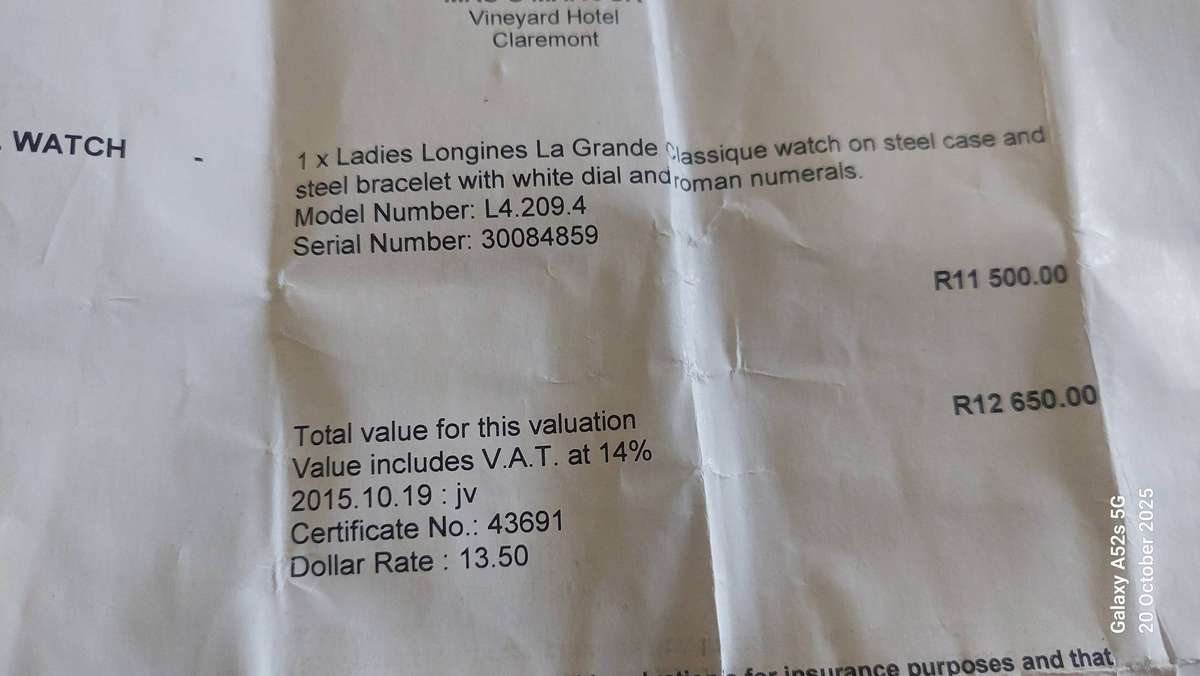 Vineyard Hotel
Claremont
WATCH -
1 x Ladies Longines La Grande Classique watch on steel case and
steel bracelet with white dial and roman numerals.
Model Number: L4.209.4
Serial Number: 30084859
R11 500.00
R12 650.00
Total value for this valuation
Value includes V.A.T. at 14%
2015.10.19 : jv
Certificate No.: 43691
Dollar Rate : 13.50
for insurance purposes and that
Galaxy A52s 5G
20 October 2025